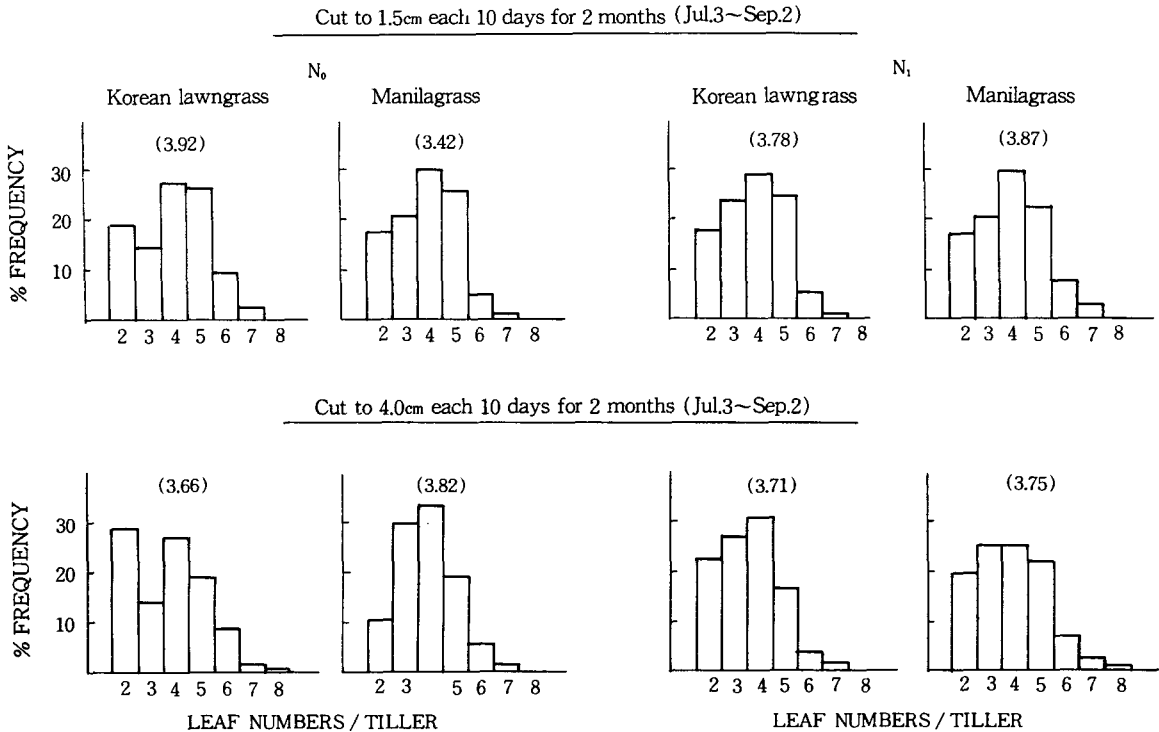 Cut to 1.5cm each 10 days for 2 months (Jul.3~Sep.2)
N₀ N₁
Korean lawngrass Manilagrass Korean lawngrass Manilagrass
(3.92) (3.42) (3.78) (3.87)
% FREQUENCY
30
20
10
2 3 4 5 6 7 8 2 3 4 5 6 7 8 2 3 4 5 6 7 8 2 3 4 5 6 7 8
Cut to 4.0cm each 10 days for 2 months (Jul.3~Sep.2)
(3.66) (3.82) (3.71) (3.75)
% FREQUENCY
30
20
10
2 3 4 5 6 7 8 2 3 5 6 7 8 2 3 4 5 6 7 8 2 3 4 5 6 7 8
LEAF NUMBERS / TILLER LEAF NUMBERS / TILLER